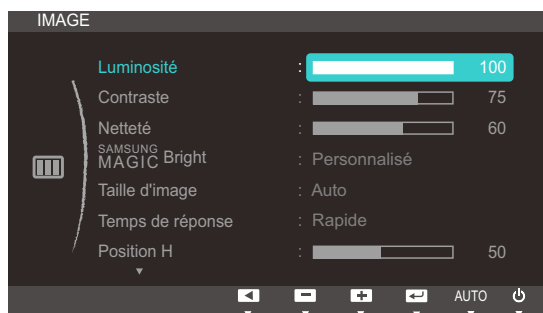 IMAGE
Luminosité : 100
Contraste : 75
Netteté : 60
SAMSUNG MAGIC Bright : Personnalisé
Taille d'image : Auto
Temps de réponse : Rapide
Position H : 50
AUTO